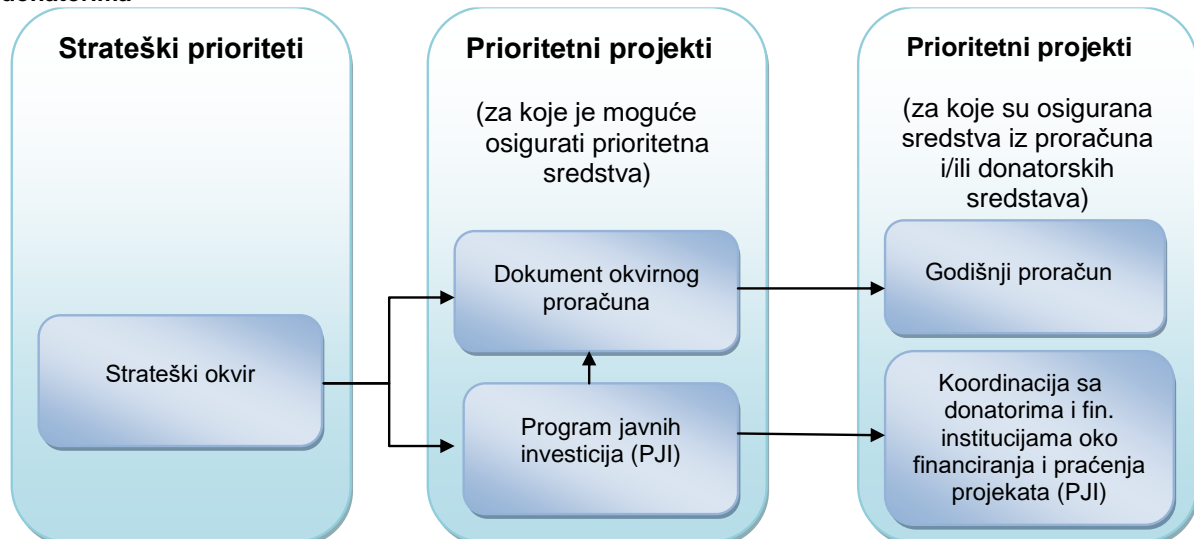 donatorima
Strateški prioriteti
Strateški okvir
Prioritetni projekti
(za koje je moguće
osigurati prioritetna
sredstva)
Dokument okvirnog
proračuna
Program javnih
investicija (PJI)
Prioritetni projekti
(za koje su osigurana
sredstva iz proračuna
i/ili donatorskih
sredstava)
Godišnji proračun
Koordinacija sa
donatorima i fin.
institucijama oko
financiranja i praćenja
projekata (PJI)